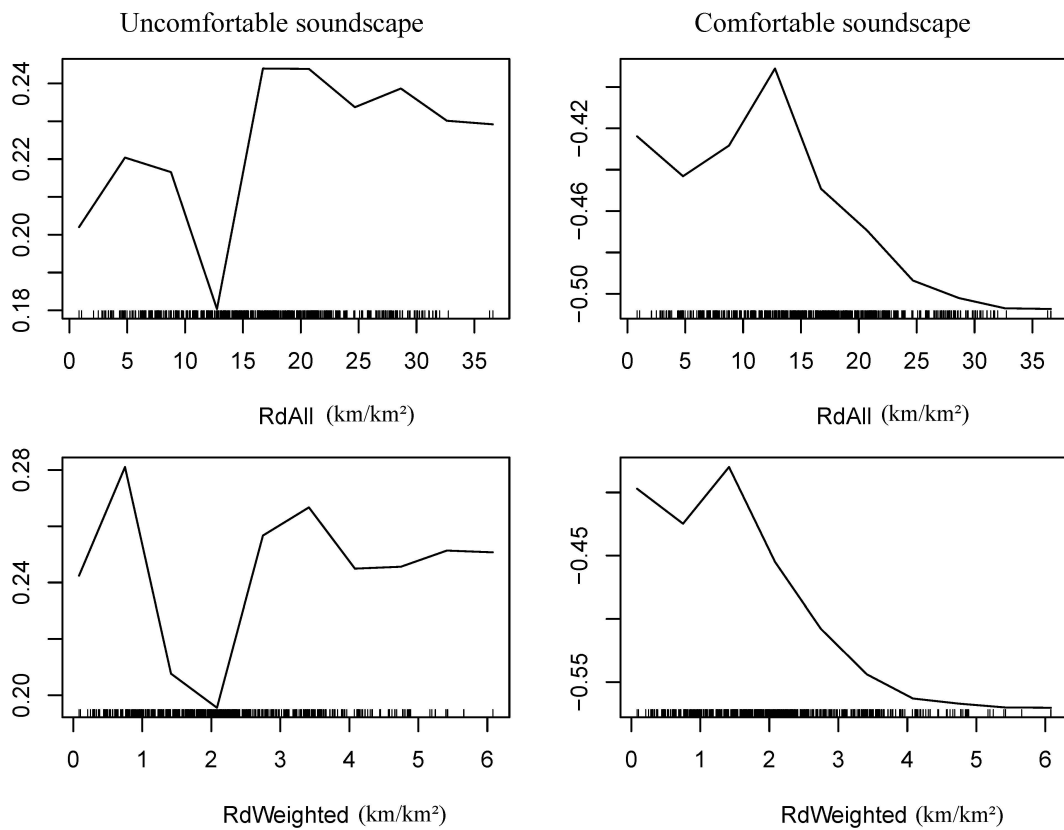 Uncomfortable soundscape
Comfortable soundscape
0.24
0.22
0.20
0.18
0 5 10 15 20 25 30 35
RdAll (km/km²)
−0.42
−0.46
−0.50
0 5 10 15 20 25 30 35
RdAll (km/km²)
0.28
0.24
0.20
0 1 2 3 4 5 6
RdWeighted (km/km²)
−0.45
−0.55
0 1 2 3 4 5 6
RdWeighted (km/km²)